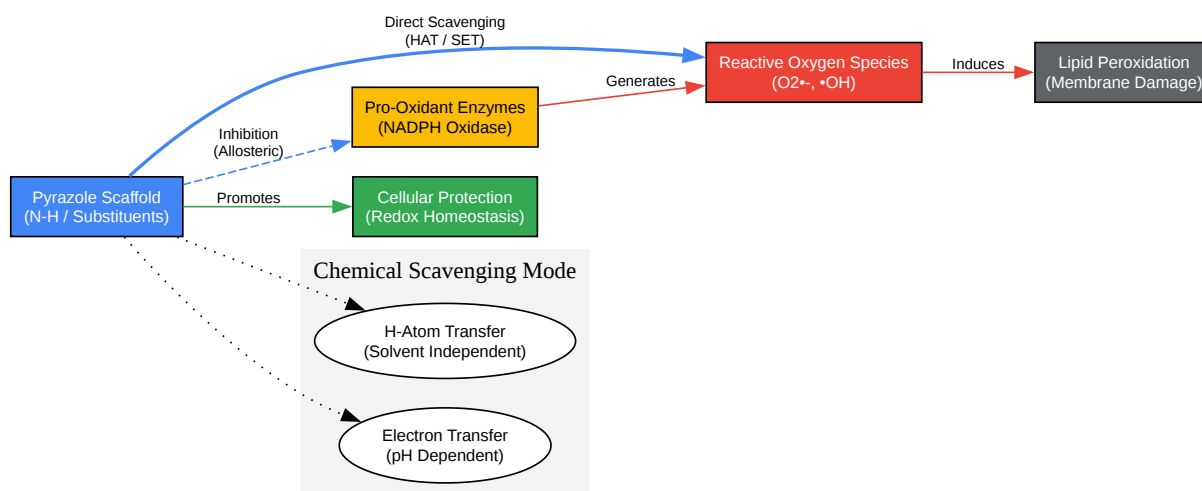 Direct Scavenging
(HAT / SET)
Reactive Oxygen Species
(O2•-, •OH)
Induces
Lipid Peroxidation
(Membrane Damage)
Generates
Pro-Oxidant Enzymes
(NADPH Oxidase)
Inhibition
(Allosteric)
Pyrazole Scaffold
(N-H / Substituents)
Promotes
Cellular Protection
(Redox Homeostasis)
Chemical Scavenging Mode
H-Atom Transfer
(Solvent Independent)
Electron Transfer
(pH Dependent)